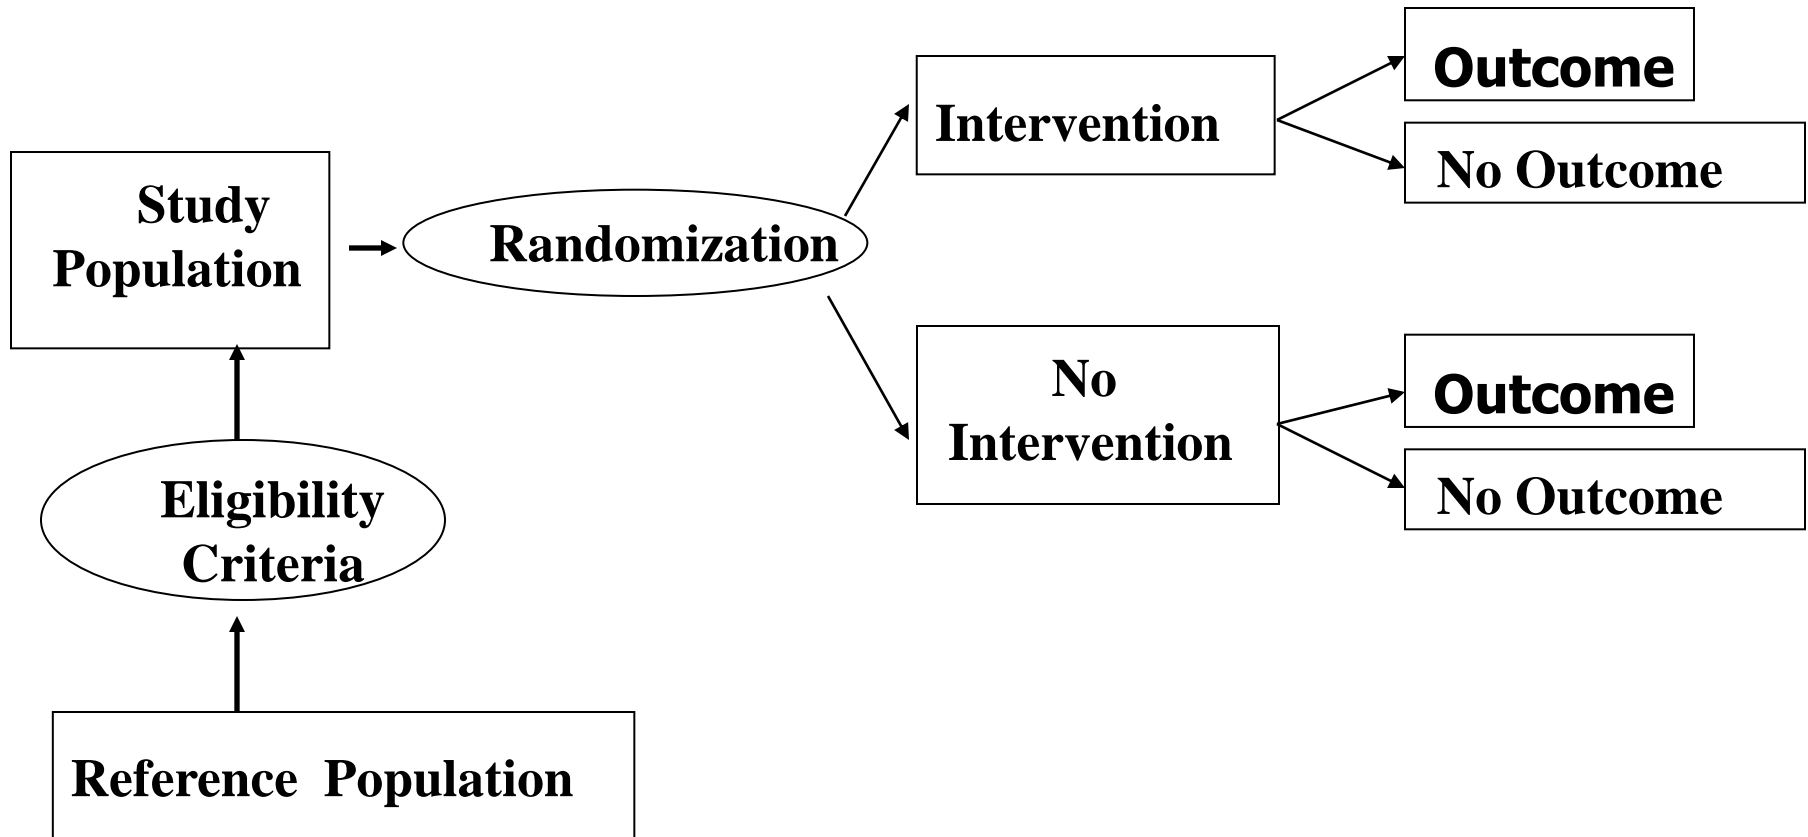 Outcome
Intervention
No Outcome
Study
Population
Randomization
No
Intervention
Outcome
No Outcome
Eligibility
Criteria
Reference Population